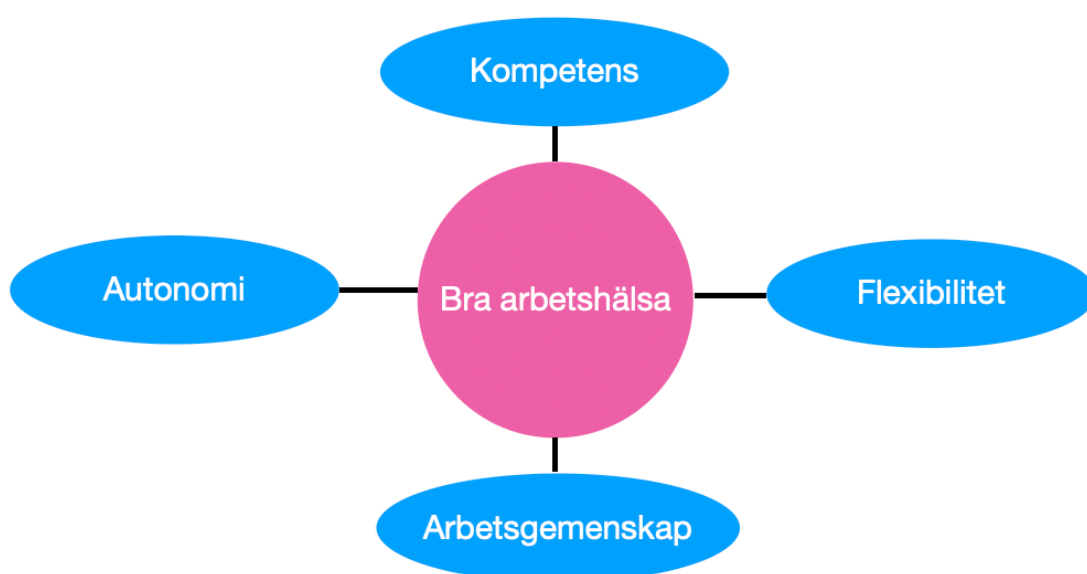 Kompetens
Autonomi
Bra arbetshälsa
Flexibilitet
Arbetsgemenskap